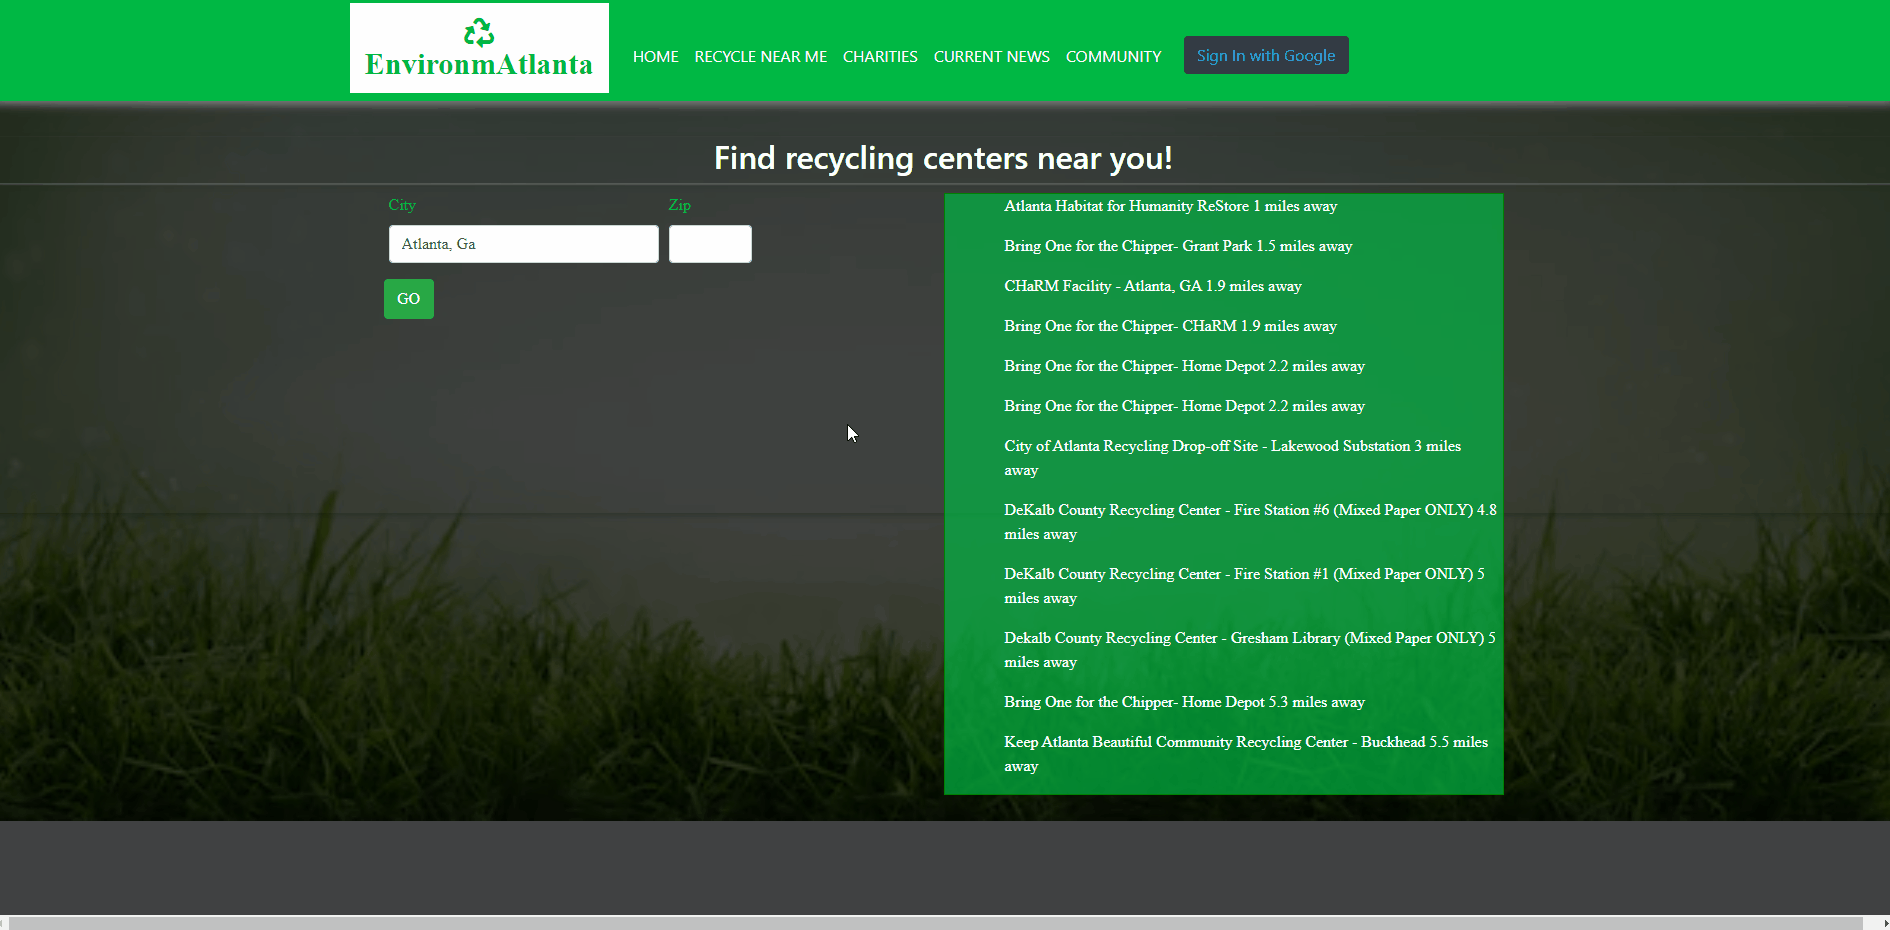 EnvironmAtlanta
HOME RECYCLE NEAR ME CHARITIES CURRENT NEWS COMMUNITY Sign In with Google
Find recycling centers near you!
City Zip
Atlanta, Ga
GO
Atlanta Habitat for Humanity ReStore 1 miles away
Bring One for the Chipper- Grant Park 1.5 miles away
CHaRM Facility - Atlanta, GA 1.9 miles away
Bring One for the Chipper- CHaRM 1.9 miles away
Bring One for the Chipper- Home Depot 2.2 miles away
Bring One for the Chipper- Home Depot 2.2 miles away
City of Atlanta Recycling Drop-off Site - Lakewood Substation 3 miles
away
DeKalb County Recycling Center - Fire Station #6 (Mixed Paper ONLY) 4.8
miles away
DeKalb County Recycling Center - Fire Station #1 (Mixed Paper ONLY) 5
miles away
Dekalb County Recycling Center - Gresham Library (Mixed Paper ONLY) 5
miles away
Bring One for the Chipper- Home Depot 5.3 miles away
Keep Atlanta Beautiful Community Recycling Center - Buckhead 5.5 miles
away